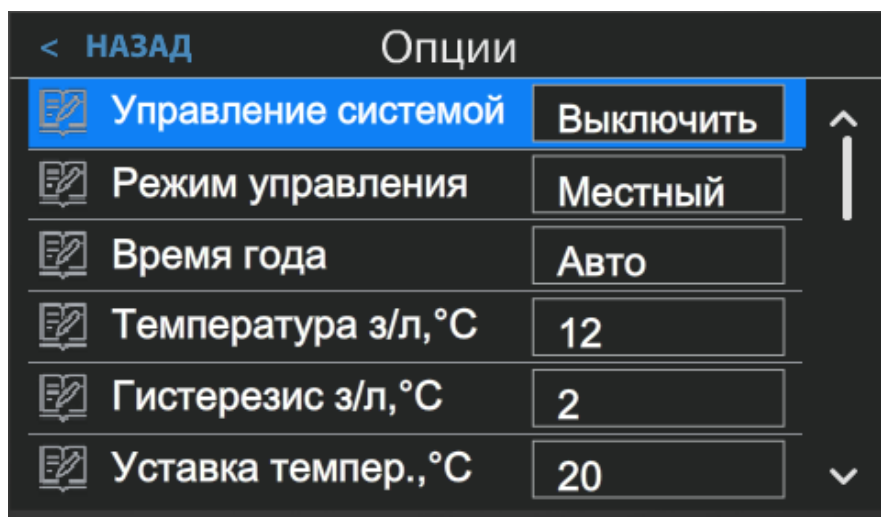 < НАЗАД Опции
Управление системой Выключить
Режим управления Местный
Время года Авто
Температура з/л,°C 12
Гистерезис з/л,°C 2
Уставка темпер.,°C 20